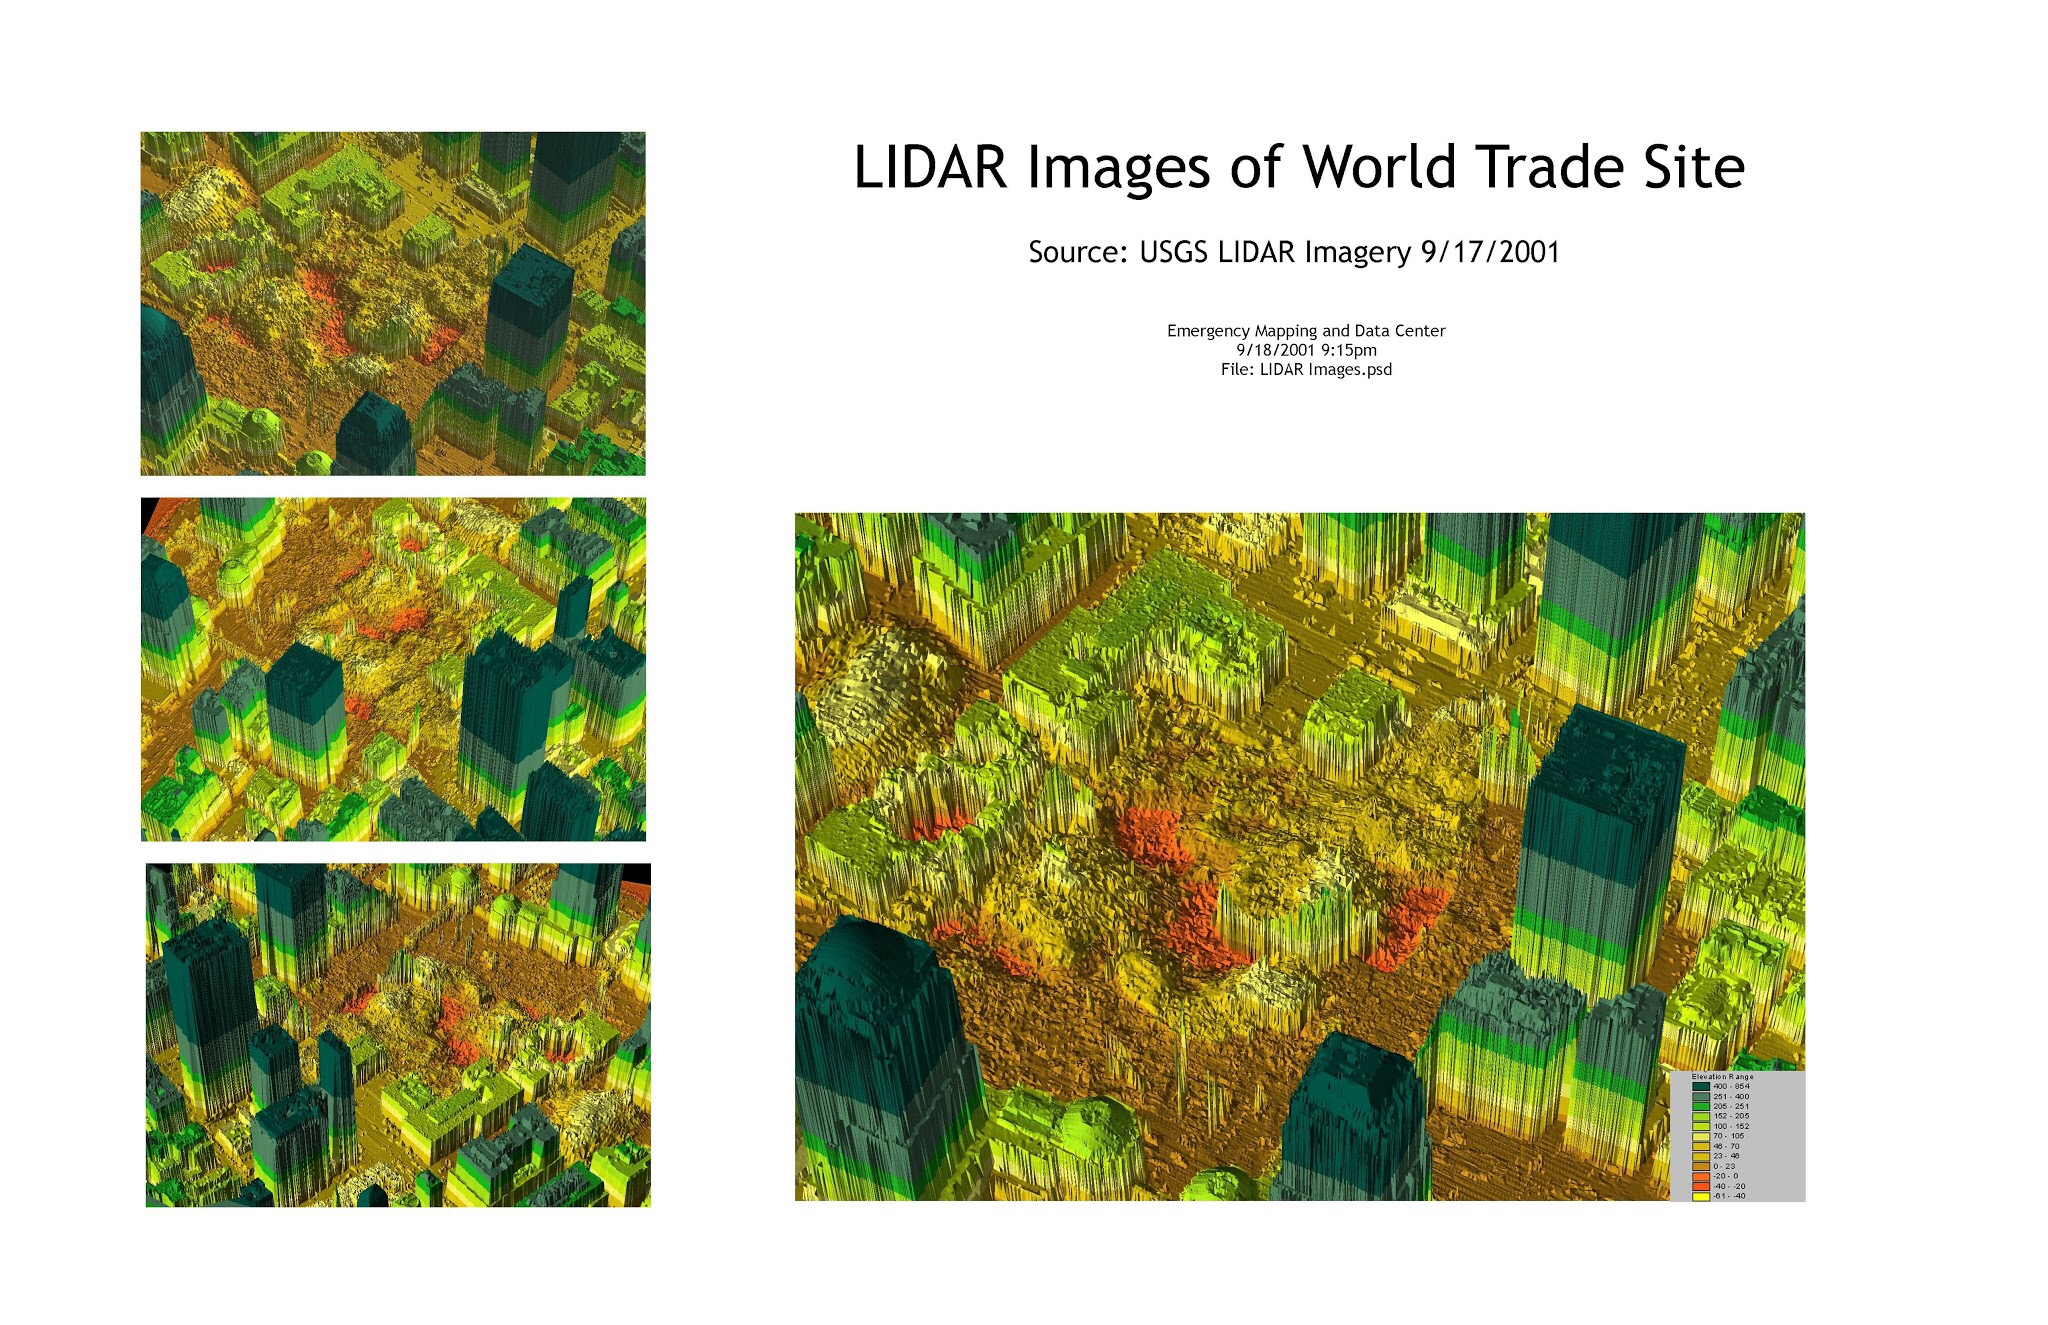 LIDAR Images of World Trade Site
Source: USGS LIDAR Imagery 9/17/2001
Emergency Mapping and Data Center
9/18/2001 9:15pm
File: LIDAR Images.psd
Elevation Range
400 - 854
251 - 400
205 - 251
152 - 205
100 - 152
70 - 105
46 - 70
23 - 46
0 - 23
-20 - 0
-40 - -20
-61 - -40